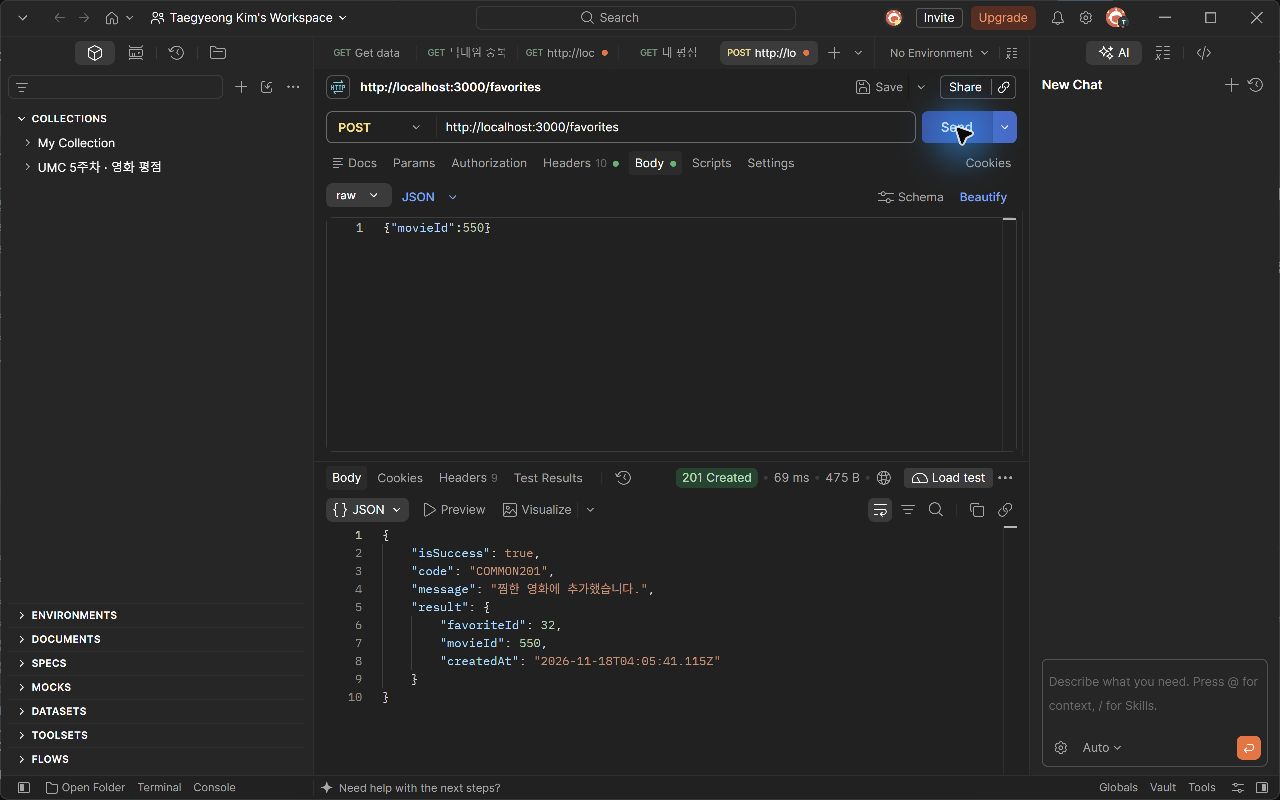 Taegyeong Kim's Workspace
Search
Invite
Upgrade
GET Get data
GET
GET http://loc
GET 내
POST http://lo
No Environment
AI
HTTP
http://localhost:3000/favorites
Save
Share
New Chat
COLLECTIONS
My Collection
UMC 5주차 · 영화 평점
POST
http://localhost:3000/favorites
Send
Docs
Params
Authorization
Headers 10
Body
Scripts
Settings
Cookies
raw
JSON
Schema
Beautify
1 {"movieId":550}
Body
Cookies
Headers 9
Test Results
201 Created
69 ms
475 B
Load test
{} JSON
Preview
Visualize
1 {
2 "isSuccess": true,
3 "code": "COMMON201",
4 "message": "찜한 영화에 추가했습니다.",
5 "result": {
6 "favoriteId": 32,
7 "movieId": 550,
8 "createdAt": "2026-11-18T04:05:41.115Z"
9 }
10 }
ENVIRONMENTS
DOCUMENTS
SPECS
MOCKS
DATASETS
TOOLSETS
FLOWS
Describe what you need. Press @ for
context, / for Skills.
Auto
Open Folder
Terminal
Console
Need help with the next steps?
Globals
Vault
Tools